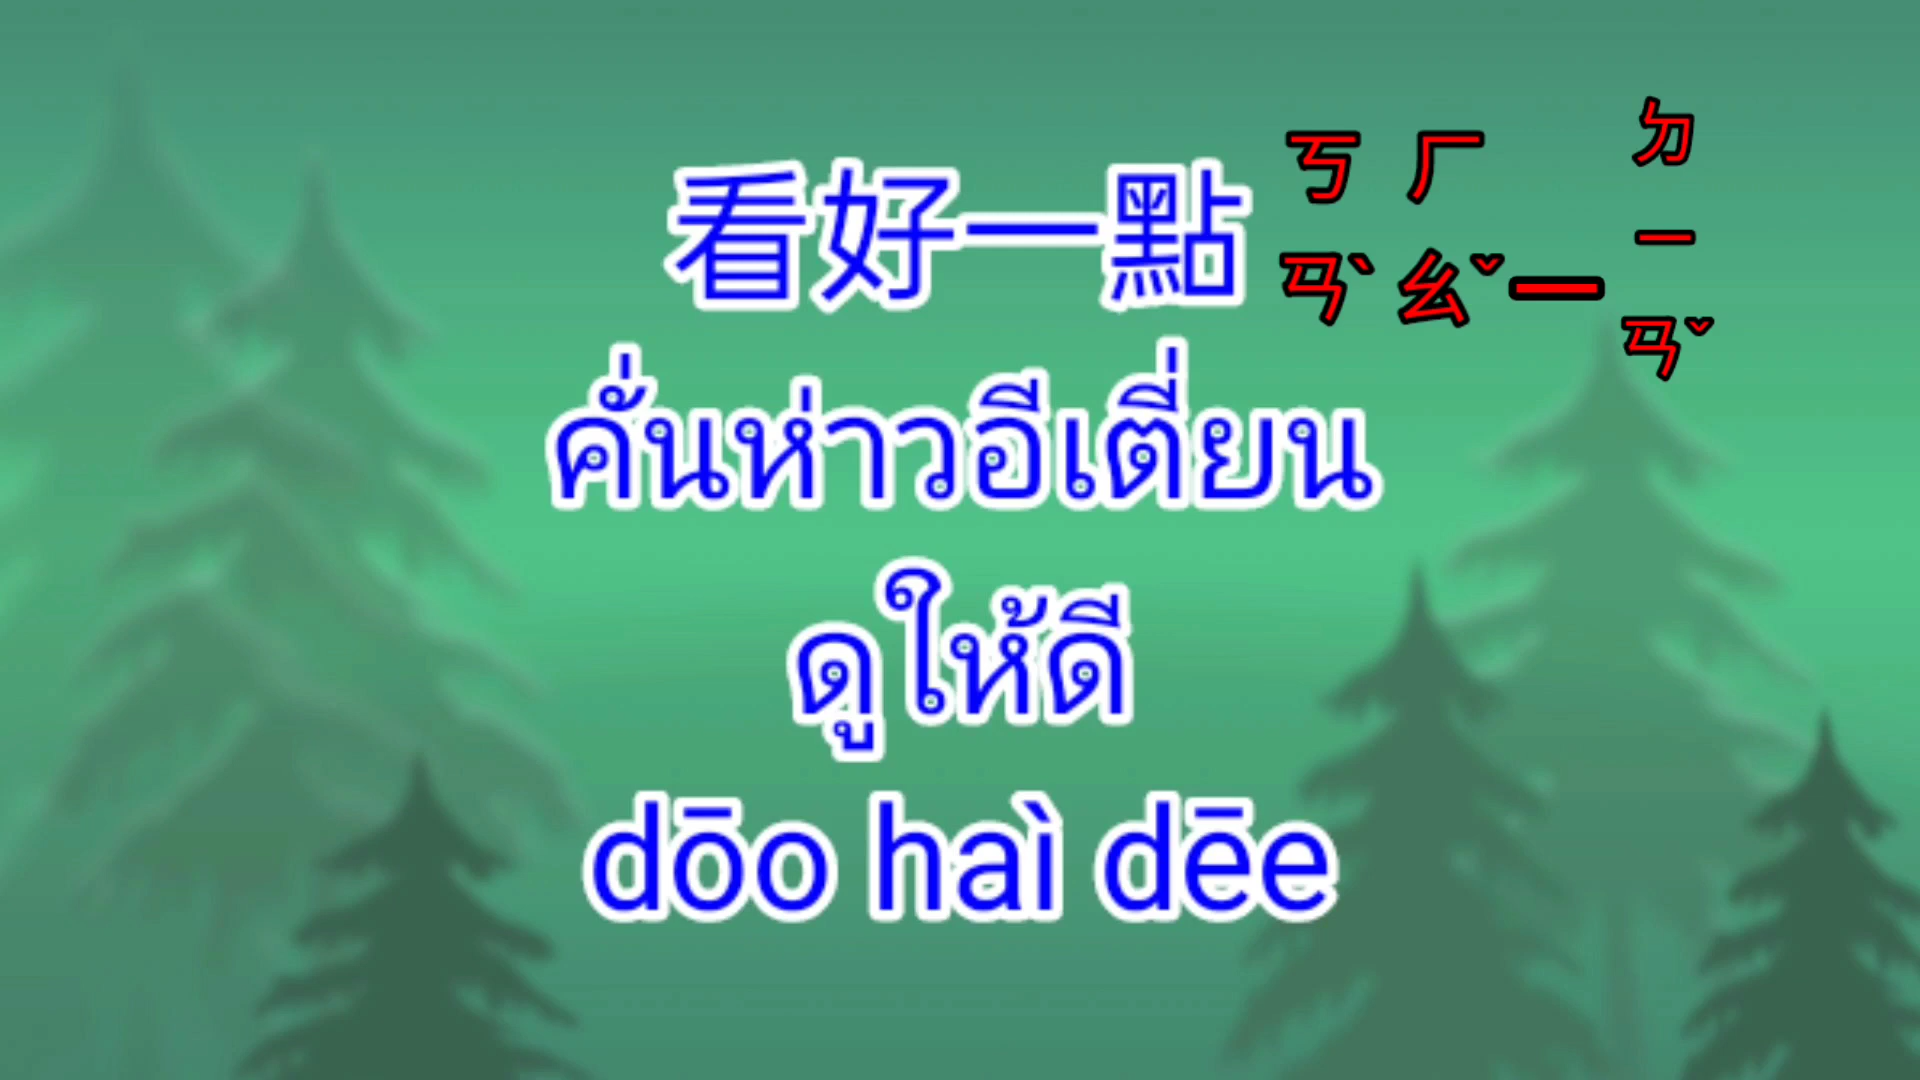 看好一點
ㄎㄢˋ ㄏㄠˇ ㄧ ㄉㄧㄢˇ
คั่นห่าวอีเตี่ยน
ดูให้ดี
dōo haì dēe